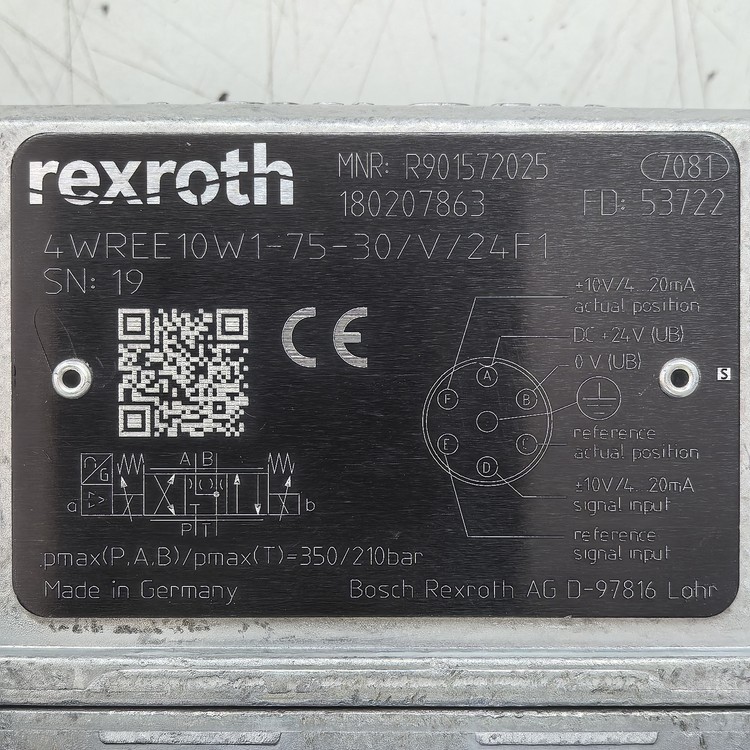 rexroth
MNR: R901572025 7081
180207863 FD: 53722
4WREE10W1-75-30/V/24F1
SN: 19
CE
±10V/4...20mA
actual position
DC +24V (UB)
0V (UB)
A
F B
E C
D
reference
actual position
±10V/4...20mA
signal input
reference
signal input
G A B
a b
T
P T
pmax(P,A,B)/pmax(T)=350/210bar
Made in Germany Bosch Rexroth AG D-97816 Lohr
S